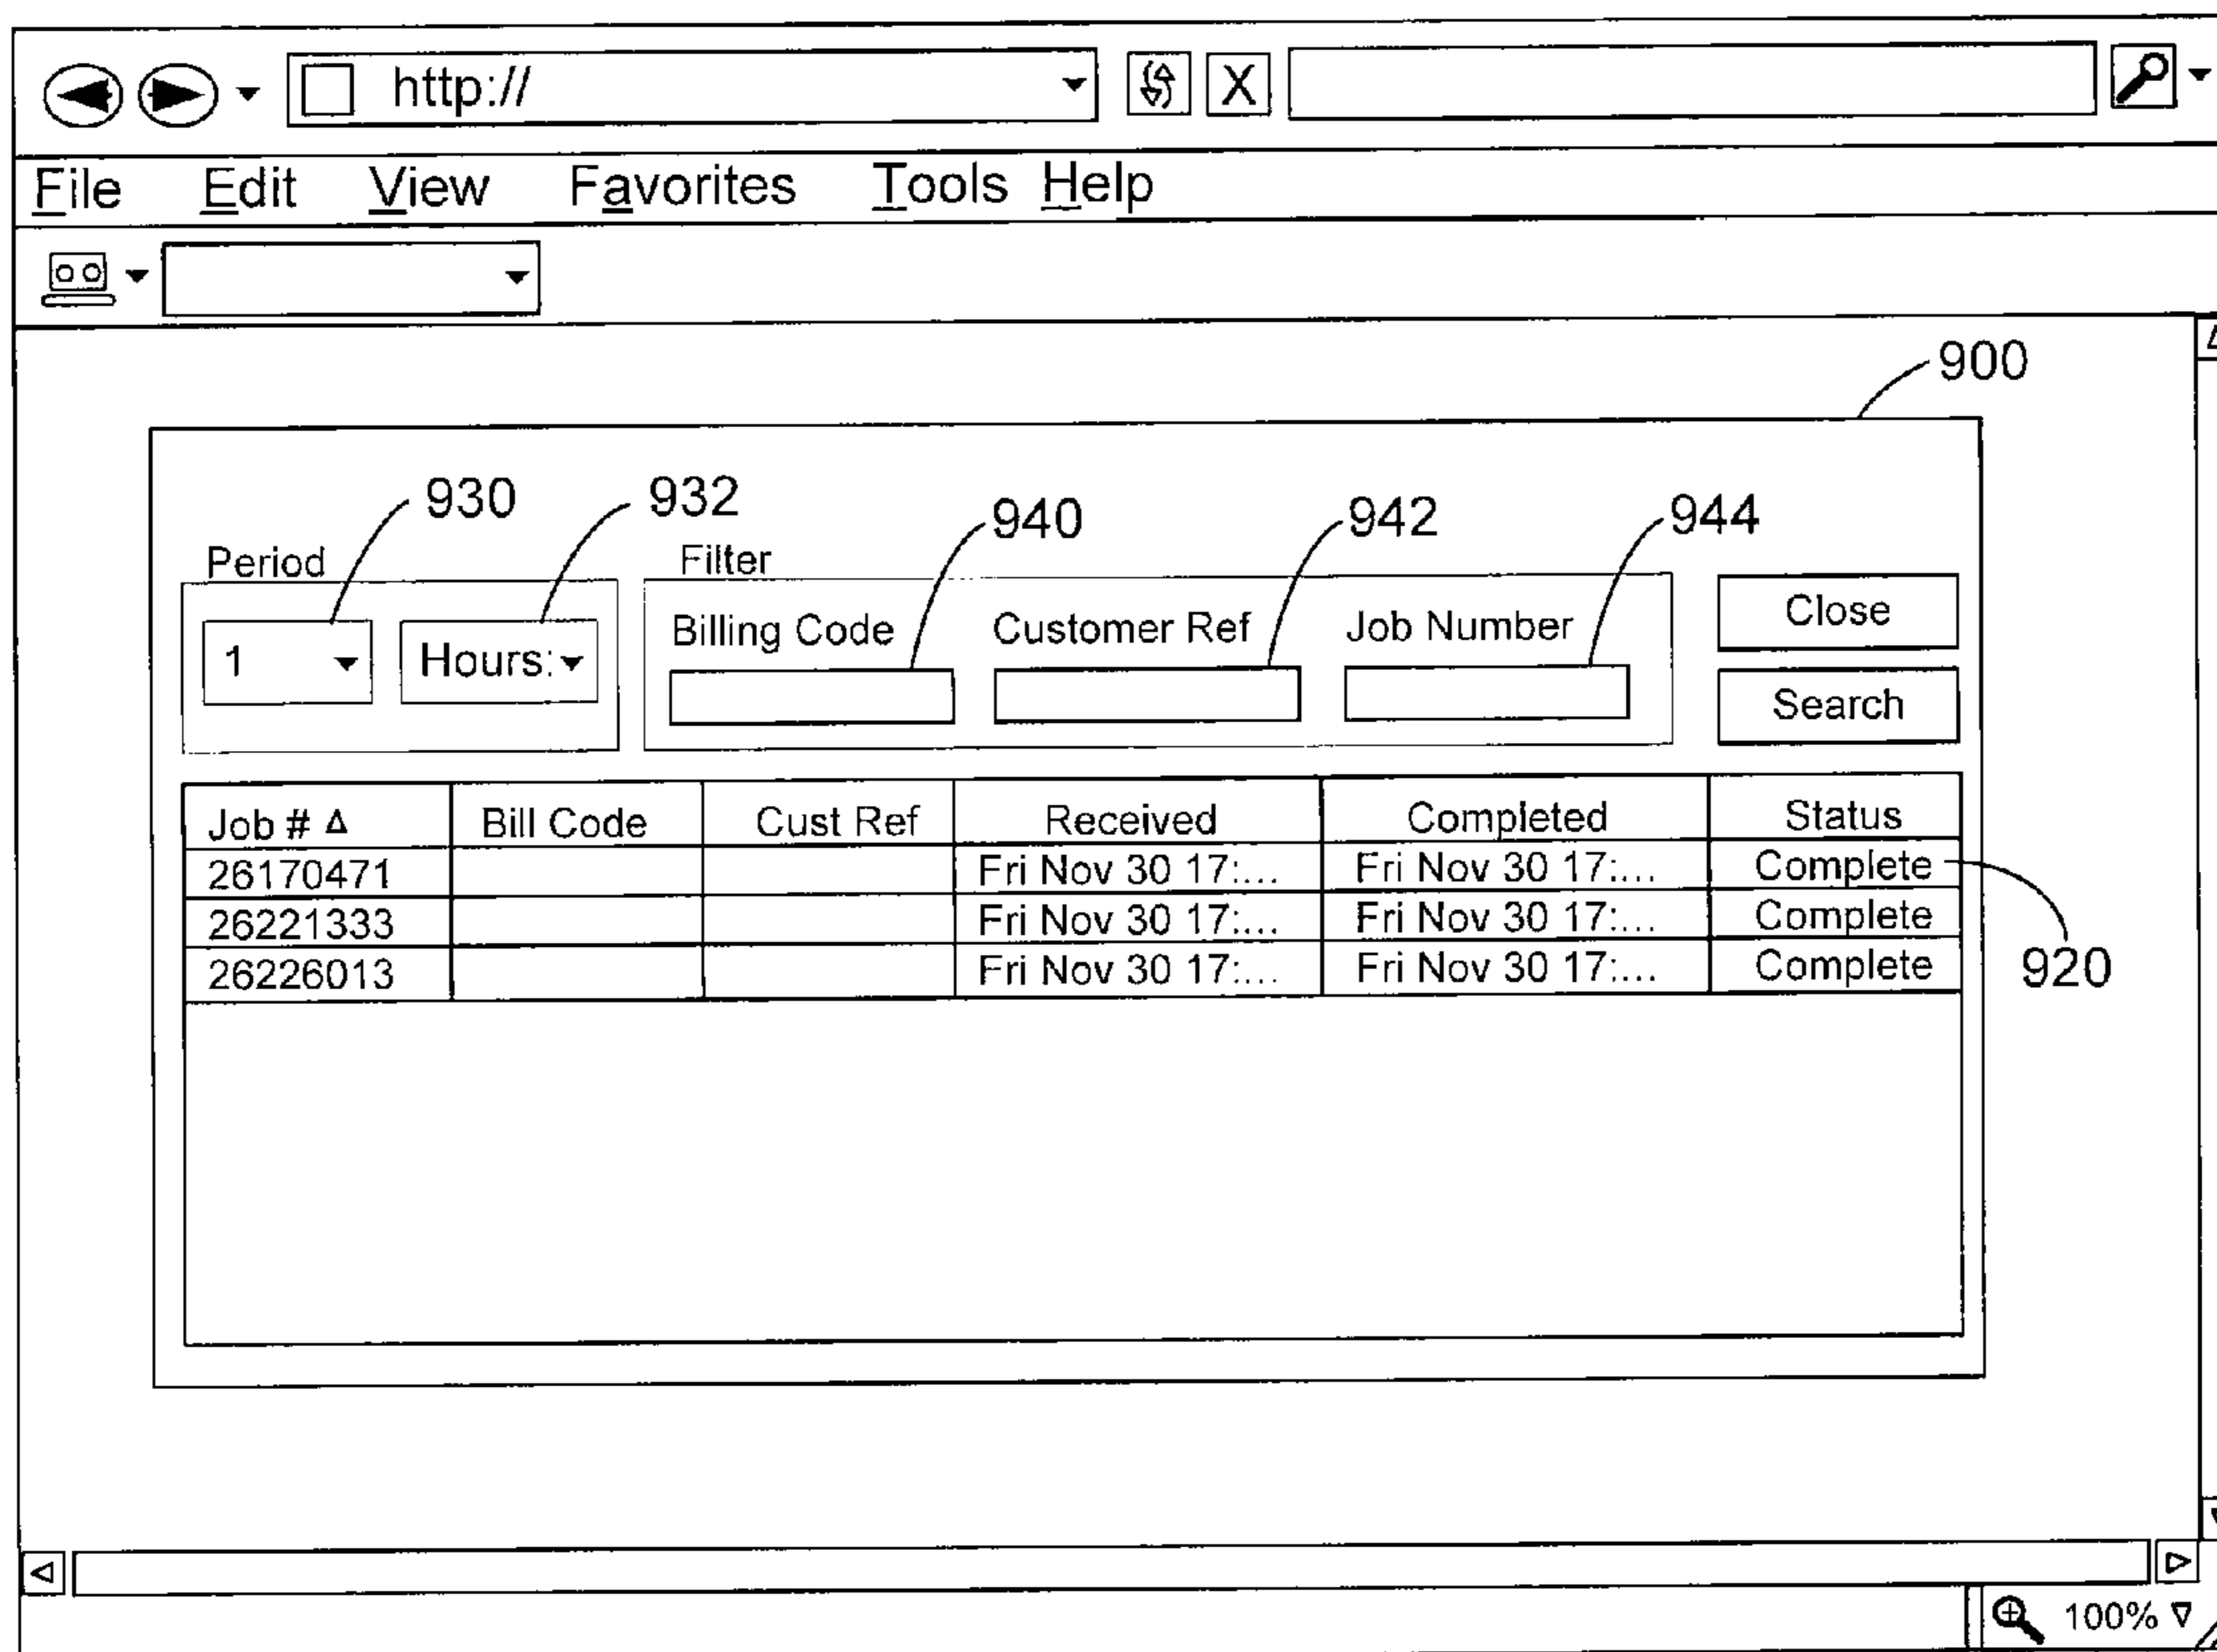 http:// X
File Edit View Favorites Tools Help
900
930 932 940 942 944
Period Filter
Billing Code Customer Ref Job Number Close
1 Hours:
Search
Job # Δ Bill Code Cust Ref Received Completed Status
26170471 Fri Nov 30 17:... Fri Nov 30 17:... Complete
26221333 Fri Nov 30 17:... Fri Nov 30 17:... Complete
26226013 Fri Nov 30 17:... Fri Nov 30 17:... Complete
920
100%